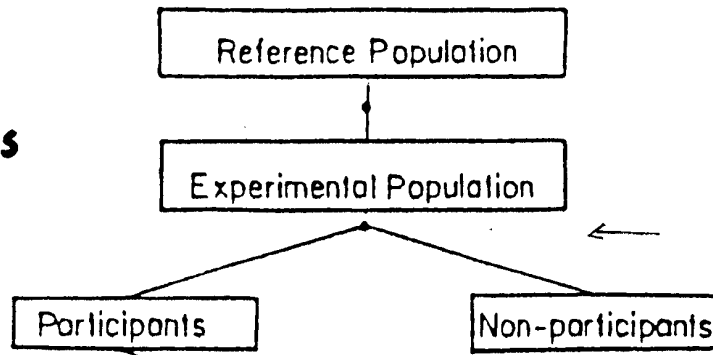 Reference Population
s
Experimental Population
Participants
Non-participants